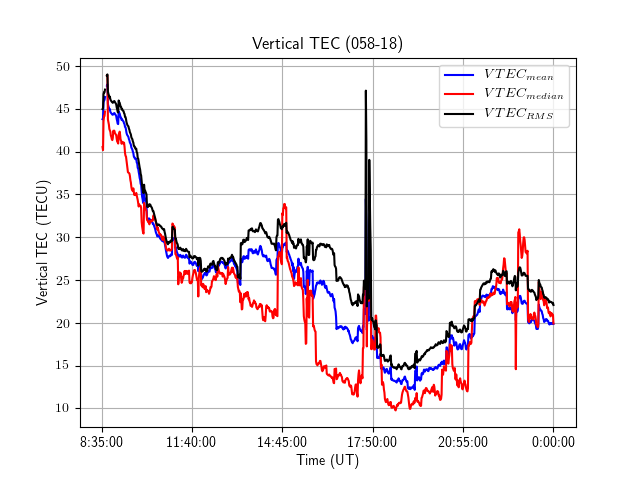 Vertical TEC (058-18)
VTEC_mean
VTEC_median
VTEC_RMS
Vertical TEC (TECU)
50
45
40
35
30
25
20
15
10
8:35:00 11:40:00 14:45:00 17:50:00 20:55:00 0:00:00
Time (UT)